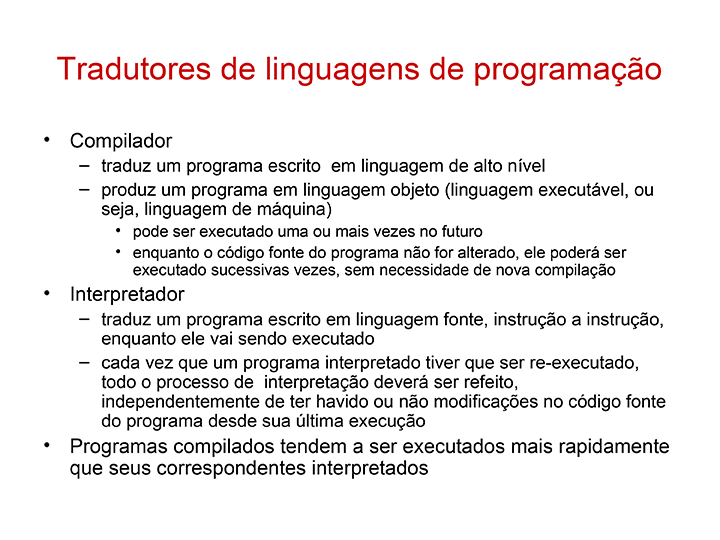 Tradutores de linguagens de programação
• Compilador
– traduz um programa escrito em linguagem de alto nível
– produz um programa em linguagem objeto (linguagem executável, ou
seja, linguagem de máquina)
• pode ser executado uma ou mais vezes no futuro
• enquanto o código fonte do programa não for alterado, ele poderá ser
executado sucessivas vezes, sem necessidade de nova compilação
• Interpretador
– traduz um programa escrito em linguagem fonte, instrução a instrução,
enquanto ele vai sendo executado
– cada vez que um programa interpretado tiver que ser re-executado,
todo o processo de interpretação deverá ser refeito,
independentemente de ter havido ou não modificações no código fonte
do programa desde sua última execução
• Programas compilados tendem a ser executados mais rapidamente
que seus correspondentes interpretados